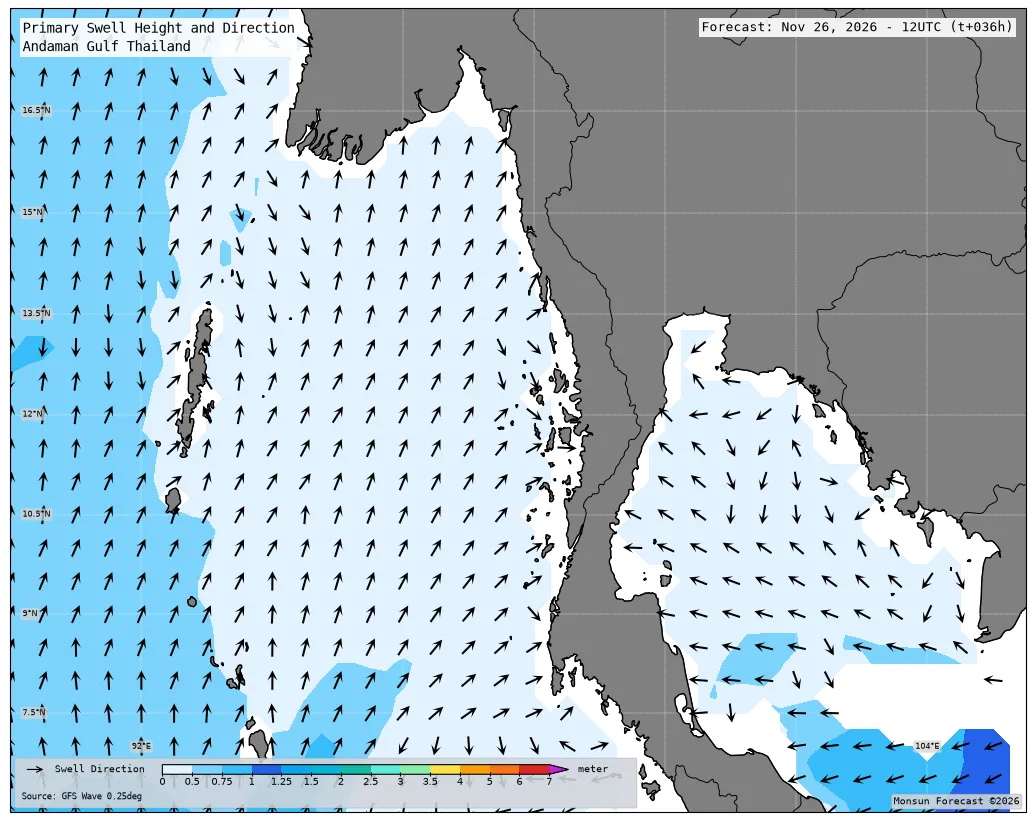 Primary Swell Height and Direction
Andaman Gulf Thailand
Forecast: Nov 26, 2026 - 12UTC (t+036h)
16.5°N
15°N
13.5°N
12°N
10.5°N
9°N
7.5°N
92°E
104°E
Swell Direction
meter
0 0.5 0.75 1 1.25 1.5 2 2.5 3 3.5 4 5 6 7
Source: GFS Wave 0.25deg
Monsun Forecast ©2026